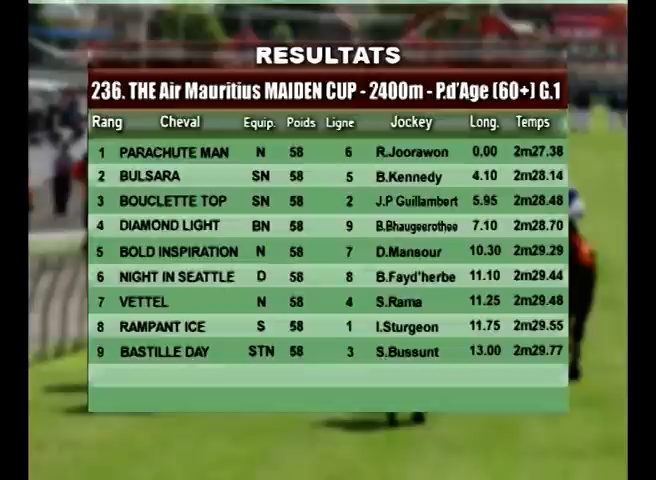 RESULTATS
236. THE Air Mauritius MAIDEN CUP - 2400m - P.d'Age (60+) G.1
Rang Cheval Equip. Poids Ligne Jockey Long. Temps
1 PARACHUTE MAN N 58 6 R.Joorawon 0.00 2m27.38
2 BULSARA SN 58 5 B.Kennedy 4.10 2m28.14
3 BOUCLETTE TOP SN 58 2 J.P Guillambert 5.95 2m28.48
4 DIAMOND LIGHT BN 58 9 B.Bhaugeerothee 7.10 2m28.70
5 BOLD INSPIRATION N 58 7 D.Mansour 10.30 2m29.29
6 NIGHT IN SEATTLE D 58 8 B.Fayd'herbe 11.10 2m29.44
7 VETTEL N 58 4 S.Rama 11.25 2m29.48
8 RAMPANT ICE S 58 1 I.Sturgeon 11.75 2m29.55
9 BASTILLE DAY STN 58 3 S.Bussunt 13.00 2m29.77